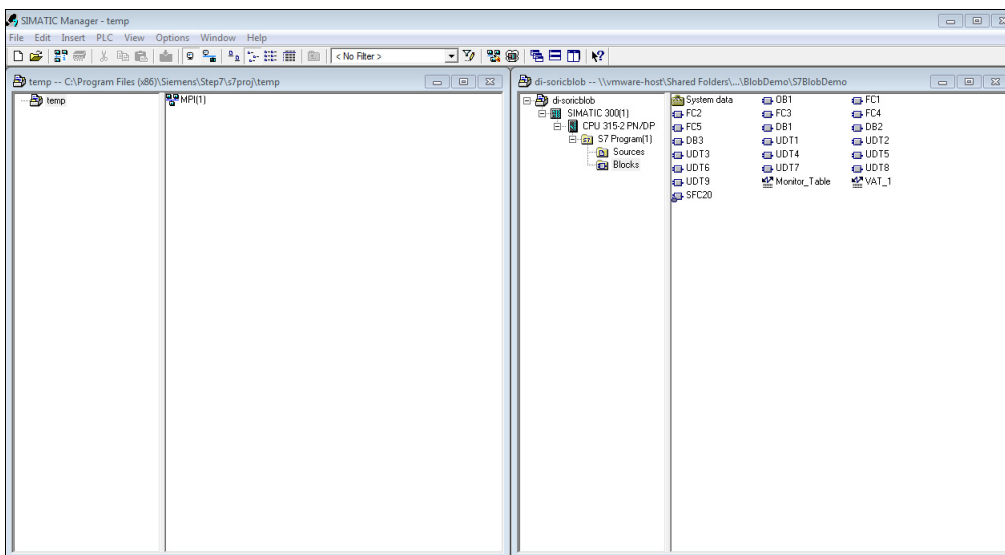 SIMATIC Manager - temp
File Edit Insert PLC View Options Window Help
< No Filter >
temp -- C:\Program Files (x86)\Siemens\Step7\s7proj\temp
temp
MPI(1)
di-soricblob -- \\vmware-host\Shared Folders\...\BlobDemo\S7BlobDemo
di-soricblob
SIMATIC 300(1)
CPU 315-2 PN/DP
S7 Program(1)
Sources
Blocks
System data OB1 FC1
FC2 FC3 FC4
FC5 DB1 DB2
DB3 UDT1 UDT2
UDT3 UDT4 UDT5
UDT6 UDT7 UDT8
UDT9 Monitor_Table VAT_1
SFC20